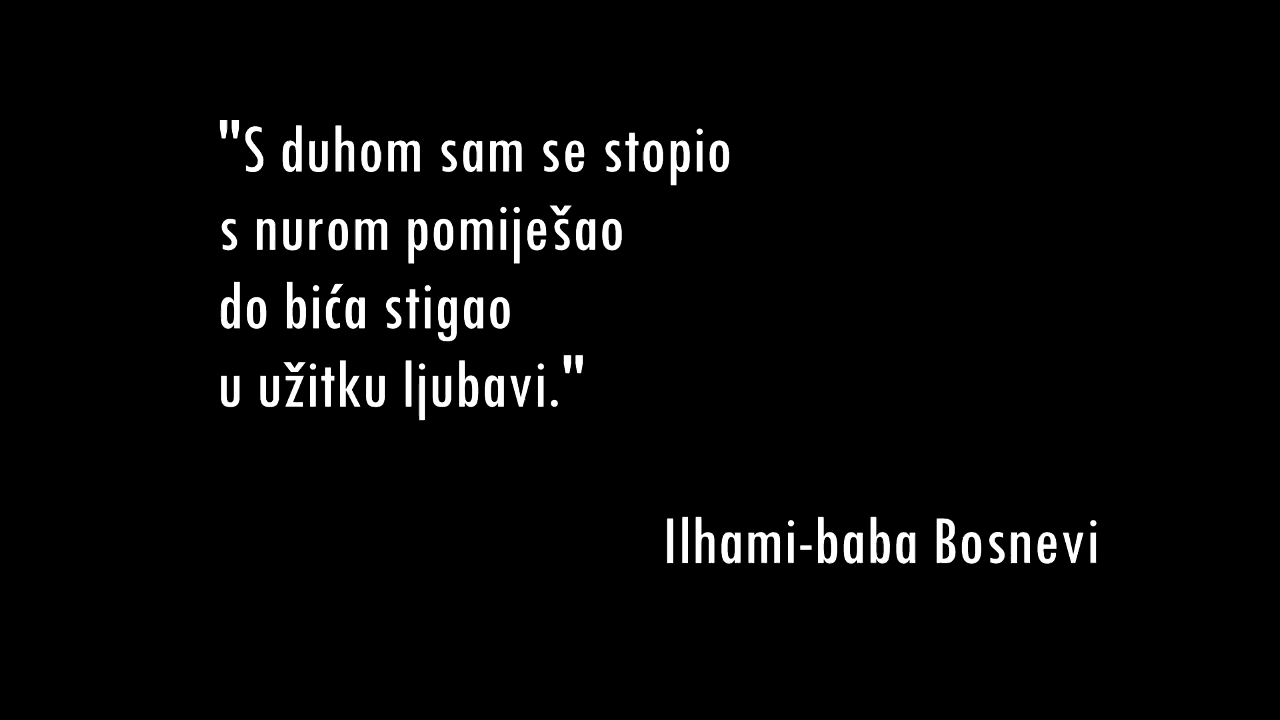 "S duhom sam se stopio
s nurom pomiješao
do bića stigao
u užitku ljubavi."
Ilhami-baba Bosnevi